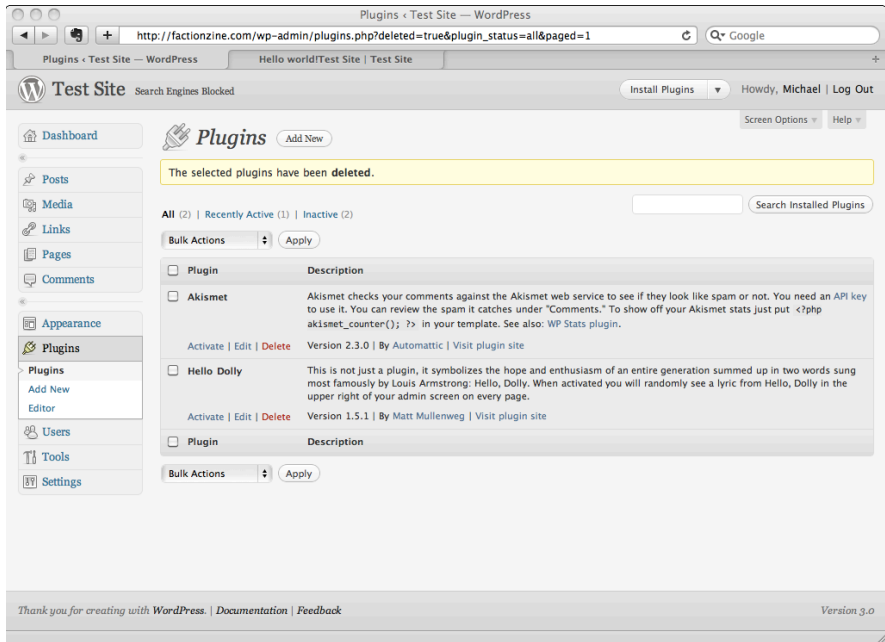 Plugins ‹ Test Site — WordPress
http://factionzine.com/wp-admin/plugins.php?deleted=true&plugin_status=all&paged=1
Google
Plugins ‹ Test Site — WordPress
Hello world!Test Site | Test Site
Test Site Search Engines Blocked
Install Plugins
Howdy, Michael | Log Out
Screen Options
Help
Dashboard
Posts
Media
Links
Pages
Comments
Appearance
Plugins
Plugins
Add New
Editor
Users
Tools
Settings
Plugins Add New
The selected plugins have been deleted.
All (2) | Recently Active (1) | Inactive (2)
Search Installed Plugins
Bulk Actions Apply
Plugin Description
Akismet
Akismet checks your comments against the Akismet web service to see if they look like spam or not. You need an API key
to use it. You can review the spam it catches under "Comments." To show off your Akismet stats just put <?php
akismet_counter(); ?> in your template. See also: WP Stats plugin.
Activate | Edit | Delete Version 2.3.0 | By Automattic | Visit plugin site
Hello Dolly
This is not just a plugin, it symbolizes the hope and enthusiasm of an entire generation summed up in two words sung
most famously by Louis Armstrong: Hello, Dolly. When activated you will randomly see a lyric from Hello, Dolly in the
upper right of your admin screen on every page.
Activate | Edit | Delete Version 1.5.1 | By Matt Mullenweg | Visit plugin site
Plugin Description
Bulk Actions Apply
Thank you for creating with WordPress. | Documentation | Feedback
Version 3.0